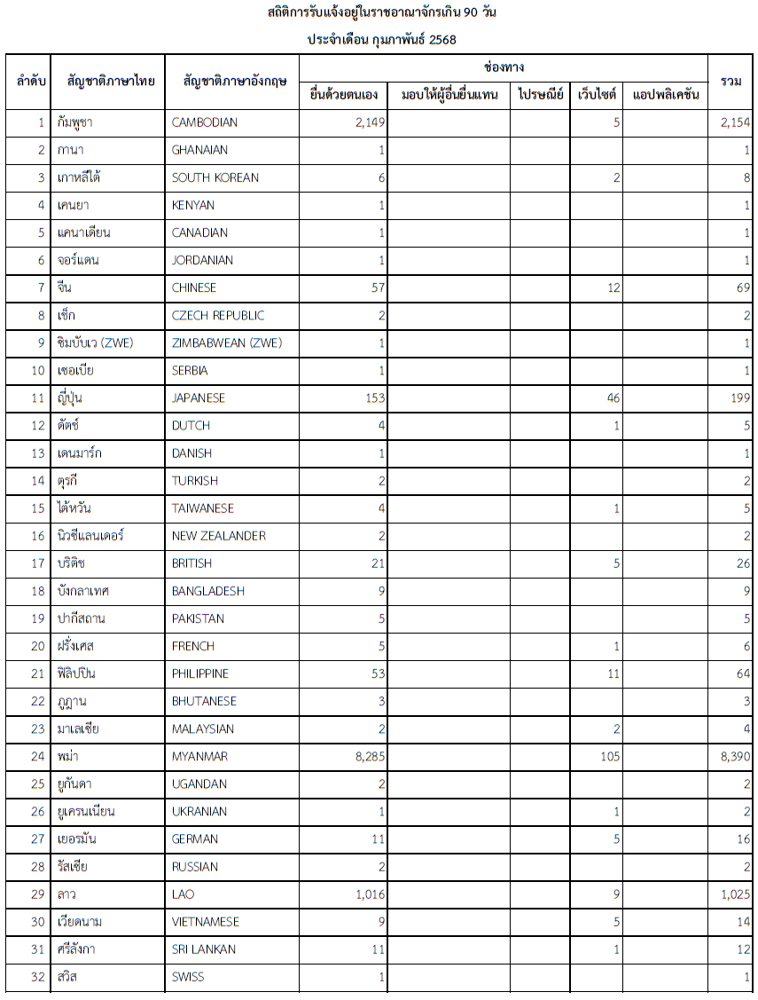 สถิติการรับแจ้งอยู่ในราชอาณาจักรเกิน 90 วัน
ประจำเดือน กุมภาพันธ์ 2568
ลำดับ สัญชาติภาษาไทย สัญชาติภาษาอังกฤษ ช่องทาง รวม
ยื่นด้วยตนเอง มอบให้ผู้อื่นยื่นแทน ไปรษณีย์ เว็บไซต์ แอปพลิเคชัน
1 กัมพูชา CAMBODIAN 2,149 5 2,154
2 กานา GHANAIAN 1 1
3 เกาหลีใต้ SOUTH KOREAN 6 2 8
4 เคนยา KENYAN 1 1
5 แคนาเดียน CANADIAN 1 1
6 จอร์แดน JORDANIAN 1 1
7 จีน CHINESE 57 12 69
8 เช็ก CZECH REPUBLIC 2 2
9 ซิมบับเว (ZWE) ZIMBABWEAN (ZWE) 1 1
10 เซอเบีย SERBIA 1 1
11 ญี่ปุ่น JAPANESE 153 46 199
12 ดัตช์ DUTCH 4 1 5
13 เดนมาร์ก DANISH 1 1
14 ตุรกี TURKISH 2 2
15 ไต้หวัน TAIWANESE 4 1 5
16 นิวซีแลนเดอร์ NEW ZEALANDER 2 2
17 บริติช BRITISH 21 5 26
18 บังกลาเทศ BANGLADESH 9 9
19 ปากีสถาน PAKISTAN 5 5
20 ฝรั่งเศส FRENCH 5 1 6
21 ฟิลิปปิน PHILIPPINE 53 11 64
22 ภูฎาน BHUTANESE 3 3
23 มาเลเซีย MALAYSIAN 2 2 4
24 พม่า MYANMAR 8,285 105 8,390
25 ยูกันดา UGANDAN 2 2
26 ยูเครนเนียน UKRANIAN 1 1 2
27 เยอรมัน GERMAN 11 5 16
28 รัสเซีย RUSSIAN 2 2
29 ลาว LAO 1,016 9 1,025
30 เวียดนาม VIETNAMESE 9 5 14
31 ศรีลังกา SRI LANKAN 11 1 12
32 สวิส SWISS 1 1